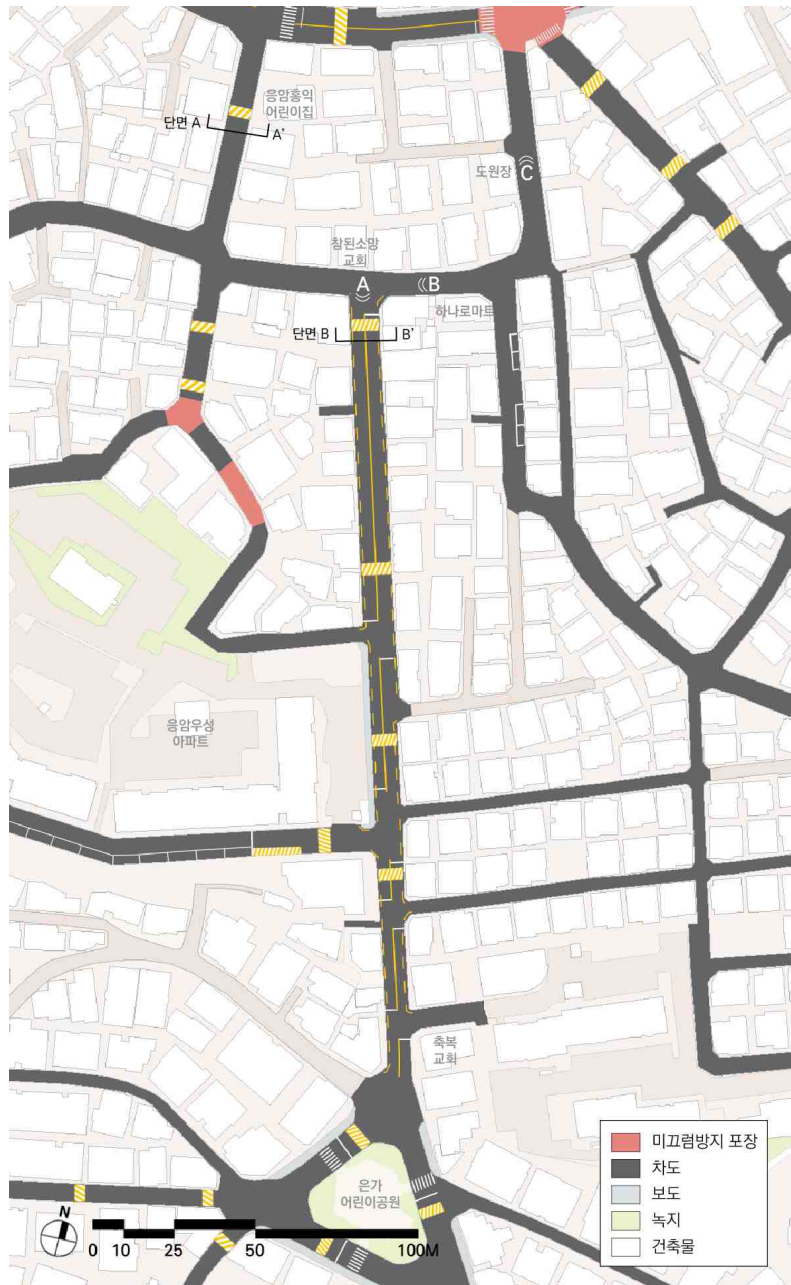 응암홍익
어린이집
단면 A
A'
도원장
C
참된소망
교회
A
B
하나로마트
단면 B
B'
응암우성
아파트
축복
교회
은가
어린이공원
미끄럼방지 포장
차도
보도
녹지
건축물
N
0 10 25 50 100M